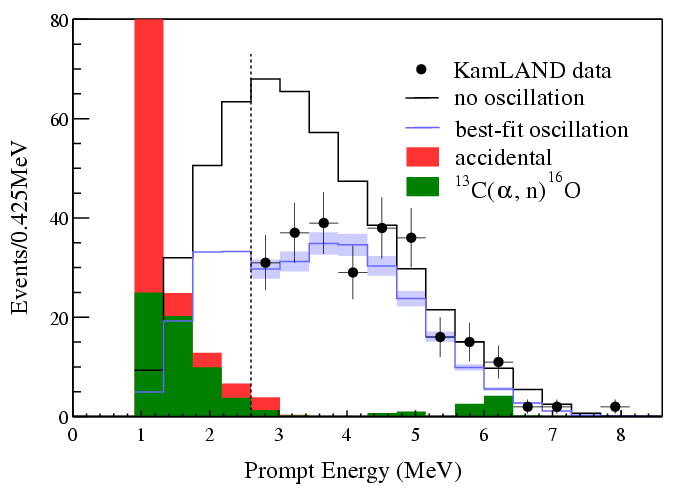 80
60
40
20
0
Events/0.425MeV
KamLAND data
no oscillation
best-fit oscillation
accidental
¹³C(α, n)¹⁶O
0 1 2 3 4 5 6 7 8
Prompt Energy (MeV)